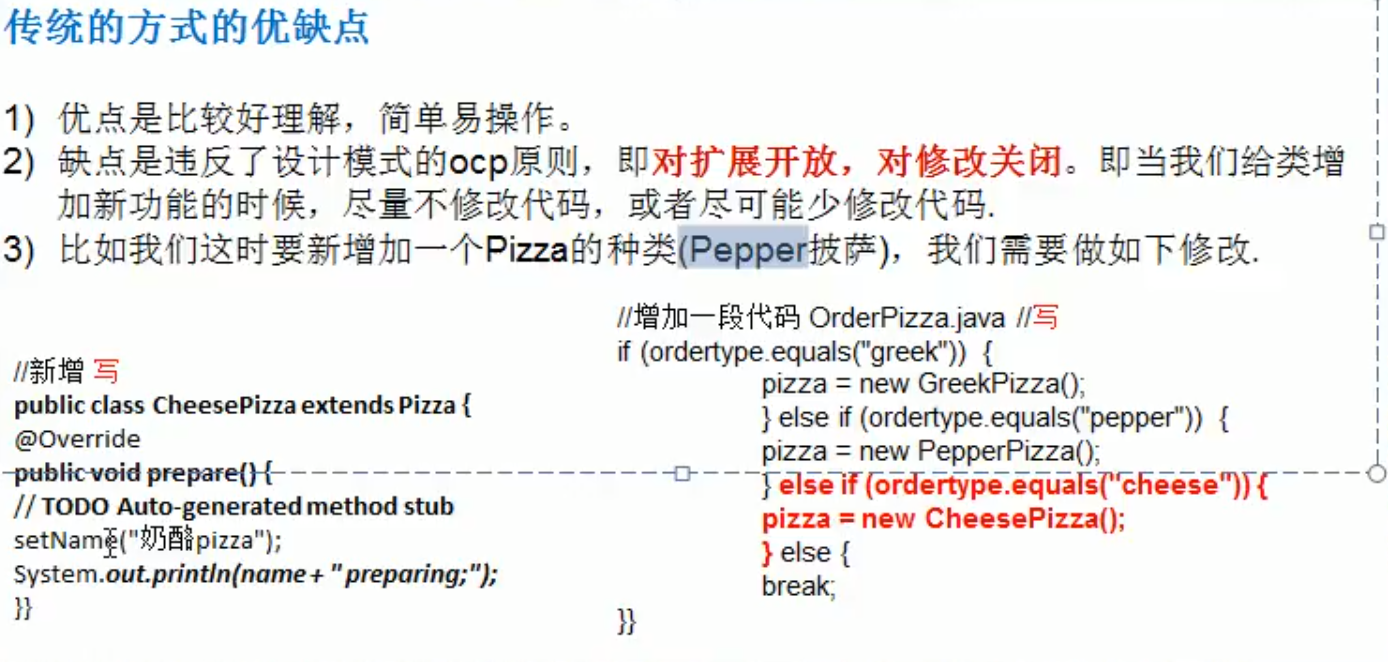 传统的方式的优缺点
1) 优点是比较好理解，简单易操作。
2) 缺点是违反了设计模式的ocp原则，即对扩展开放，对修改关闭。即当我们给类增
加新功能的时候，尽量不修改代码，或者尽可能少修改代码.
3) 比如我们这时要新增加一个Pizza的种类(Pepper披萨)，我们需要做如下修改.
//新增 写
public class CheesePizza extends Pizza {
@Override
public void prepare() {
// TODO Auto-generated method stub
setName("奶酪pizza");
System.out.println(name + " preparing;");
}}
//增加一段代码 OrderPizza.java //写
if (ordertype.equals("greek")) {
pizza = new GreekPizza();
} else if (ordertype.equals("pepper")) {
pizza = new PepperPizza();
} else if (ordertype.equals("cheese")) {
pizza = new CheesePizza();
} else {
break;
}}